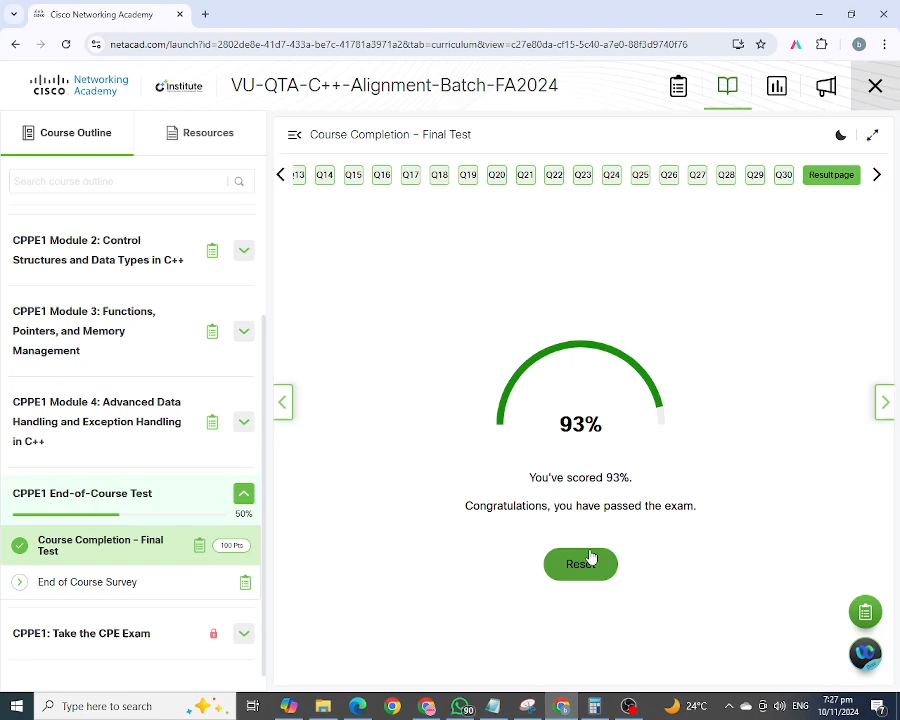 Cisco Networking Academy
netacad.com/launch?id=2802de8e-41d7-433a-be7c-41781a3971a2&tab=curriculum&view=c27e80da-cf15-5c40-a7e0-88f3d9740f76
b
CISCO
Networking
Academy
Institute
VU-QTA-C++-Alignment-Batch-FA2024
Course Outline
Resources
Course Completion – Final Test
Search course outline
Q13 Q14 Q15 Q16 Q17 Q18 Q19 Q20 Q21 Q22 Q23 Q24 Q25 Q26 Q27 Q28 Q29 Q30 Result page
CPPE1 Module 2: Control
Structures and Data Types in C++
CPPE1 Module 3: Functions,
Pointers, and Memory
Management
CPPE1 Module 4: Advanced Data
Handling and Exception Handling
in C++
CPPE1 End-of-Course Test
50%
Course Completion – Final
Test
100 Pts
End of Course Survey
CPPE1: Take the CPE Exam
93%
You've scored 93%.
Congratulations, you have passed the exam.
Reset
Type here to search
90
24°C
ENG
7:27 pm
10/11/2024
7